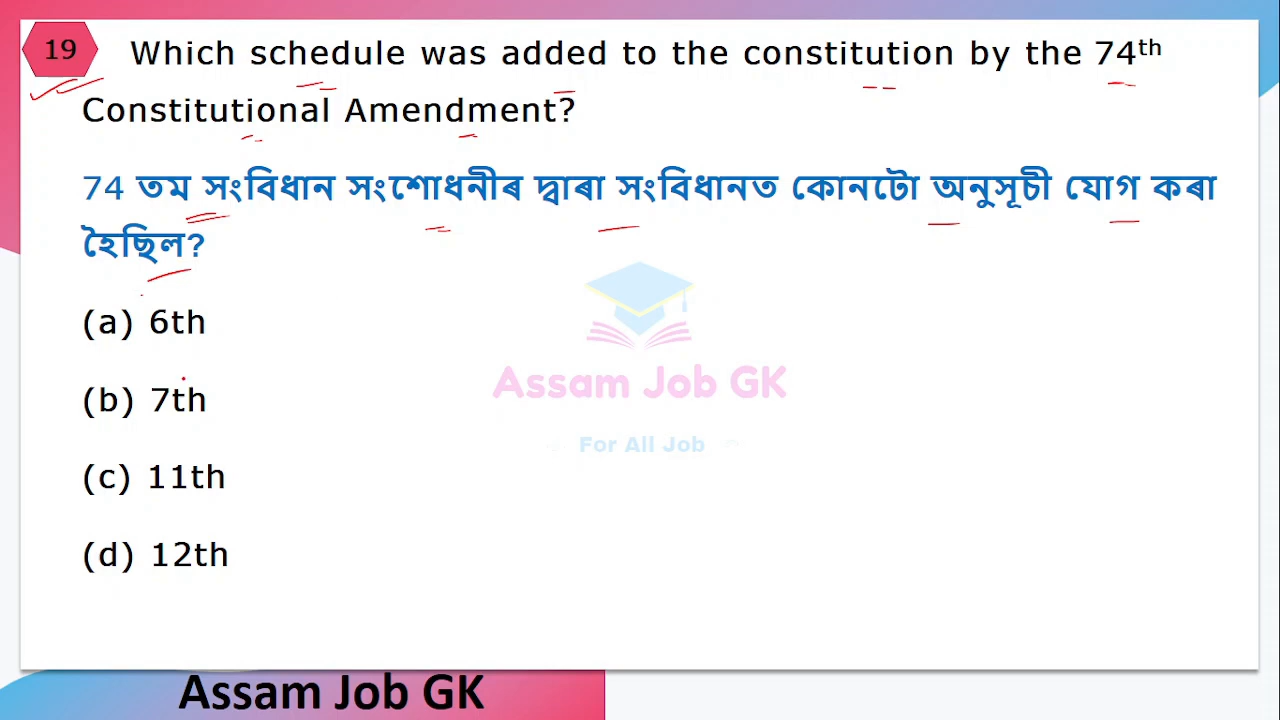 19 Which schedule was added to the constitution by the 74th
Constitutional Amendment?
74 তম সংবিধান সংশোধনীৰ দ্বাৰা সংবিধানত কোনটো অনুসূচী যোগ কৰা
হৈছিল?
(a) 6th
(b) 7th
(c) 11th
(d) 12th
Assam Job GK
For All Job
Assam Job GK